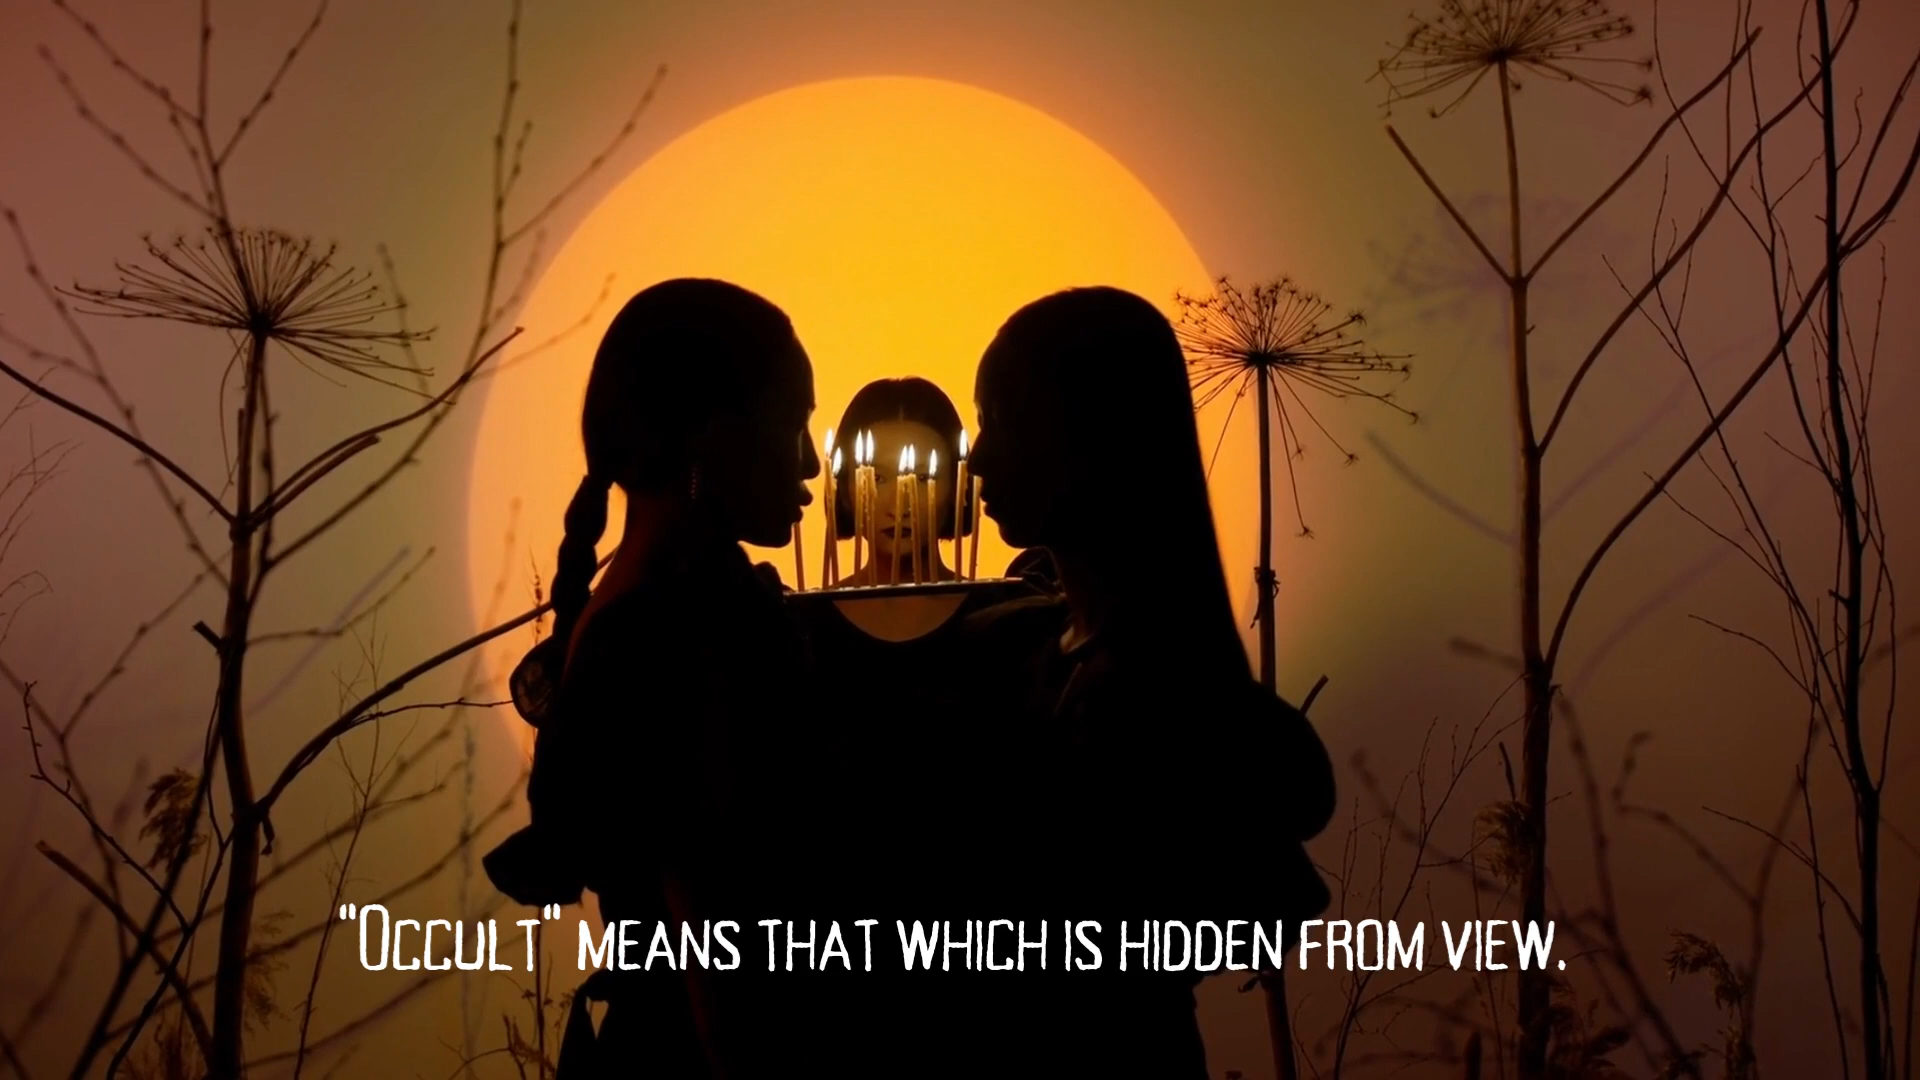 "Occult" means that which is hidden from view.